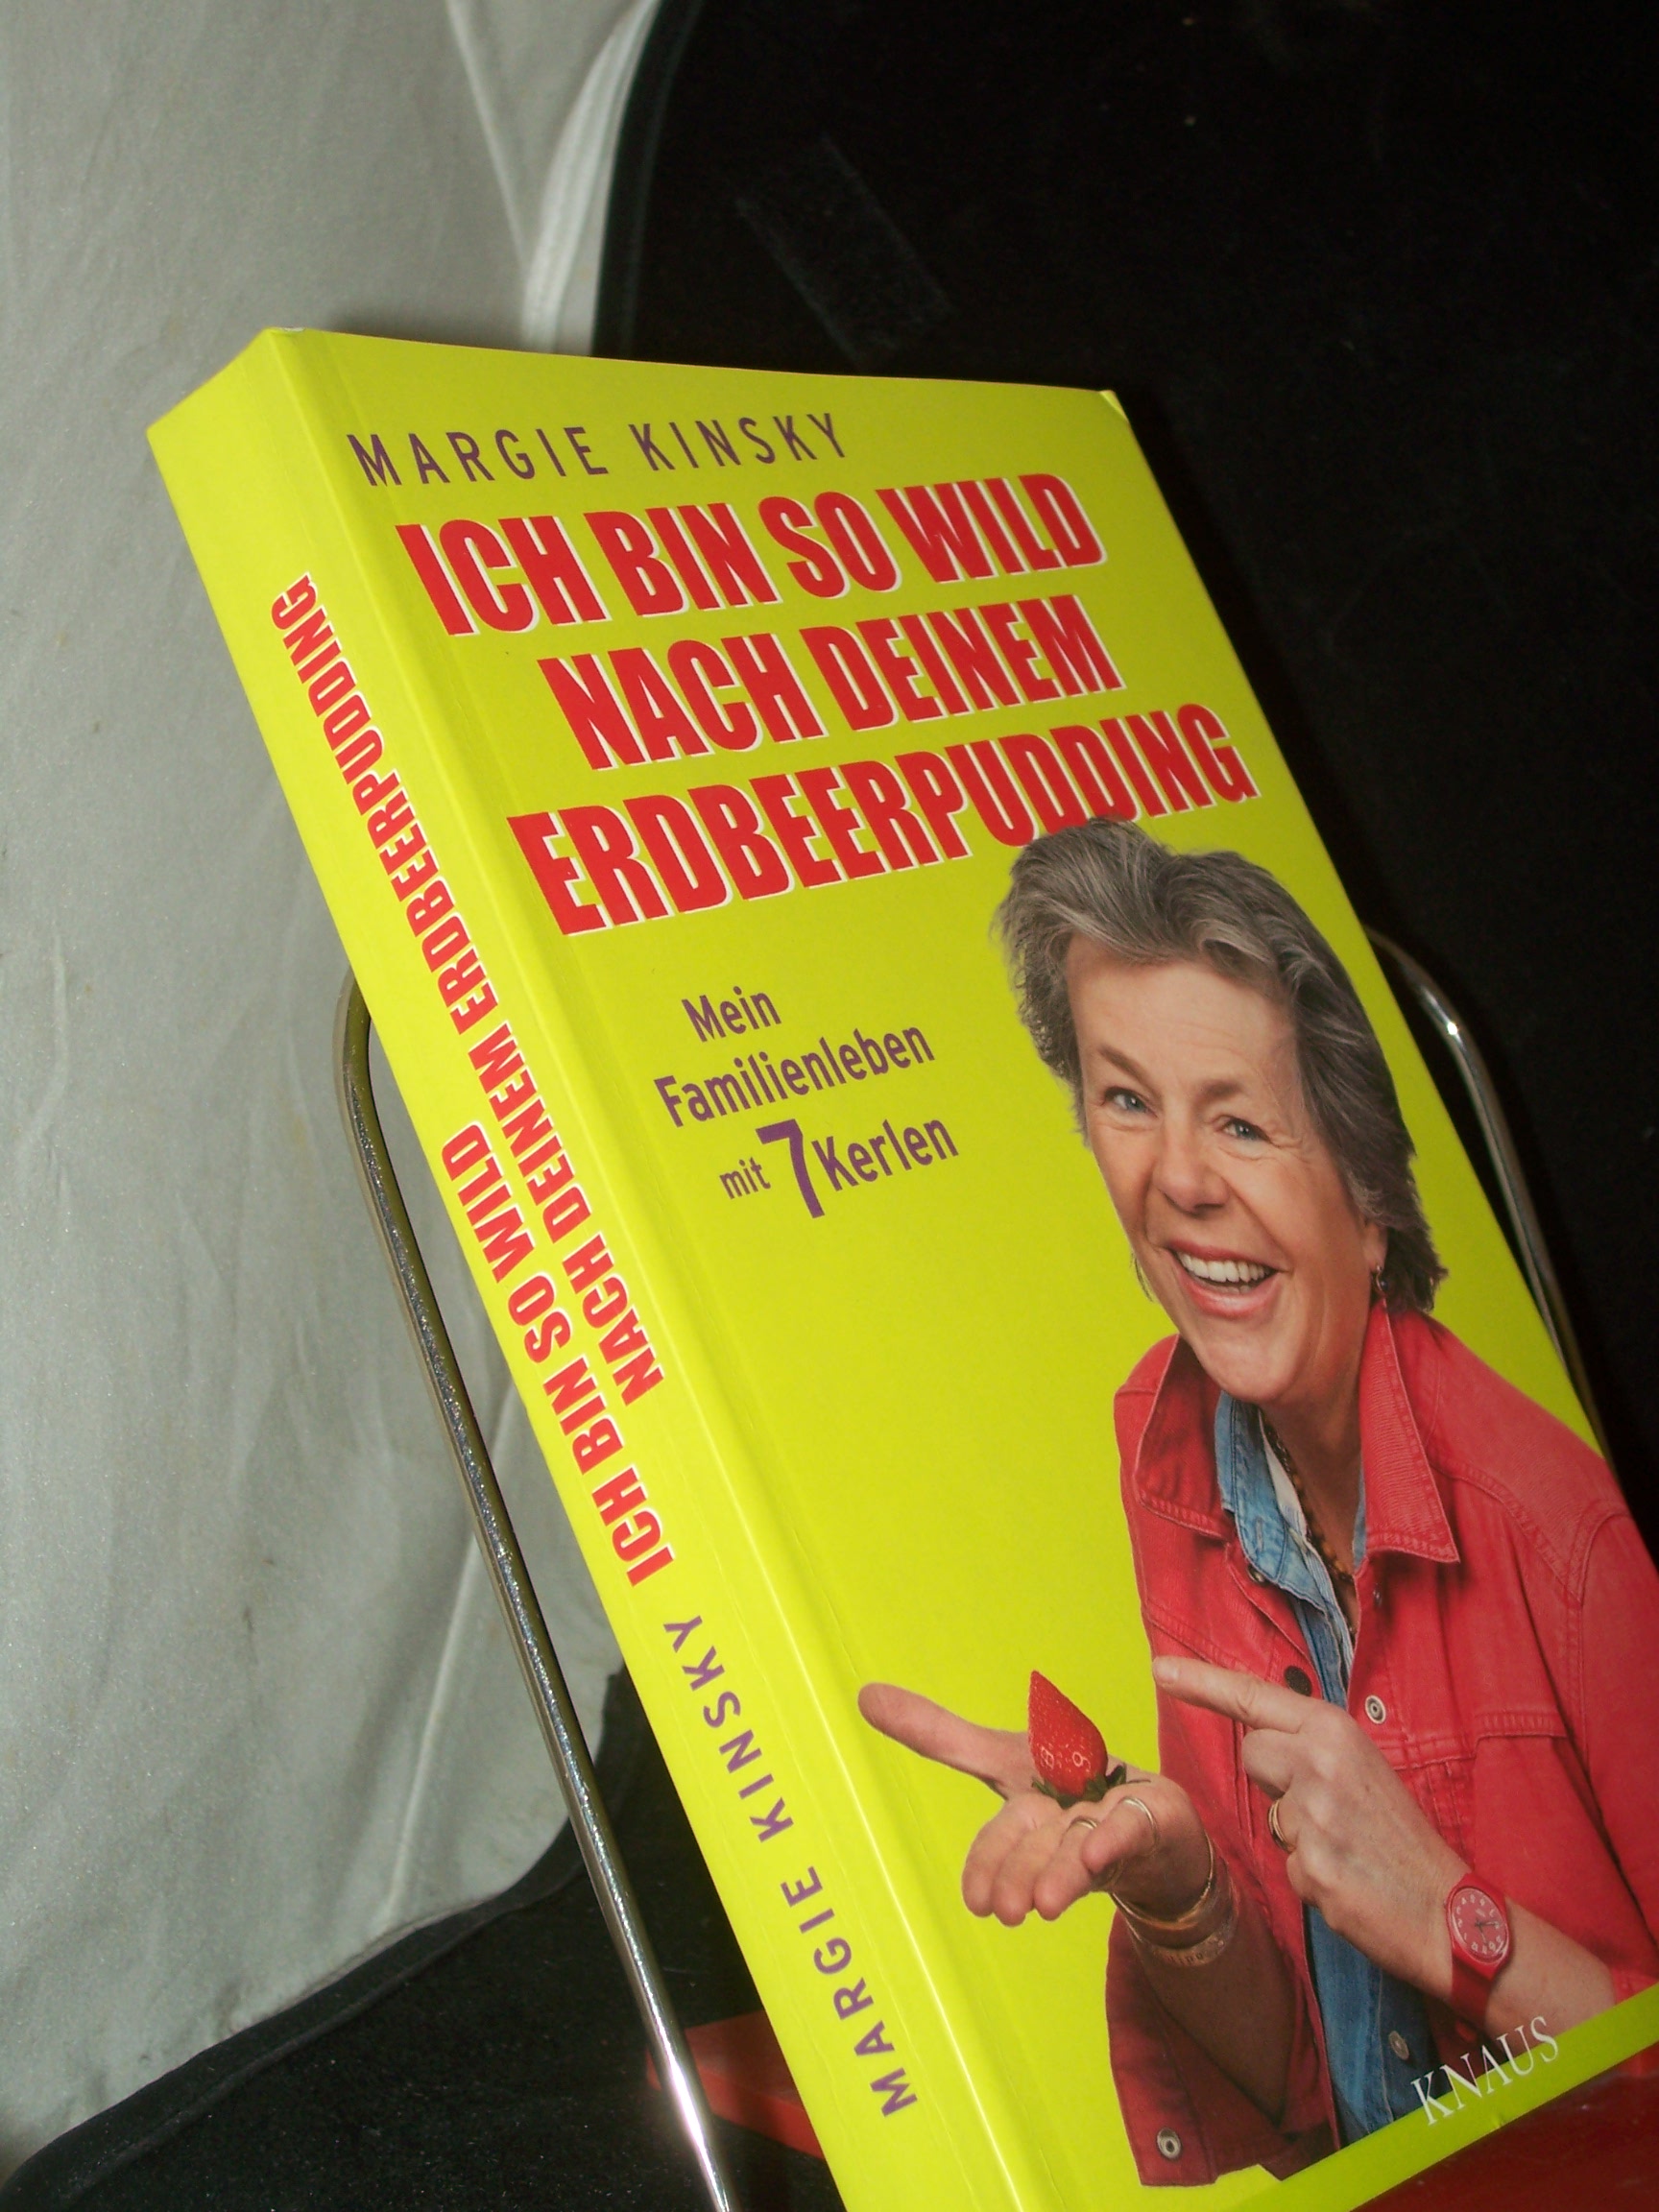 MARGIE KINSKY
ICH BIN SO WILD
NACH DEINEM
ERDBEERPUDDING
Mein
Familienleben
mit 7 Kerlen
KNAUS
MARGIE KINSKY
ICH BIN SO WILD
NACH DEINEM ERDBEERPUDDING